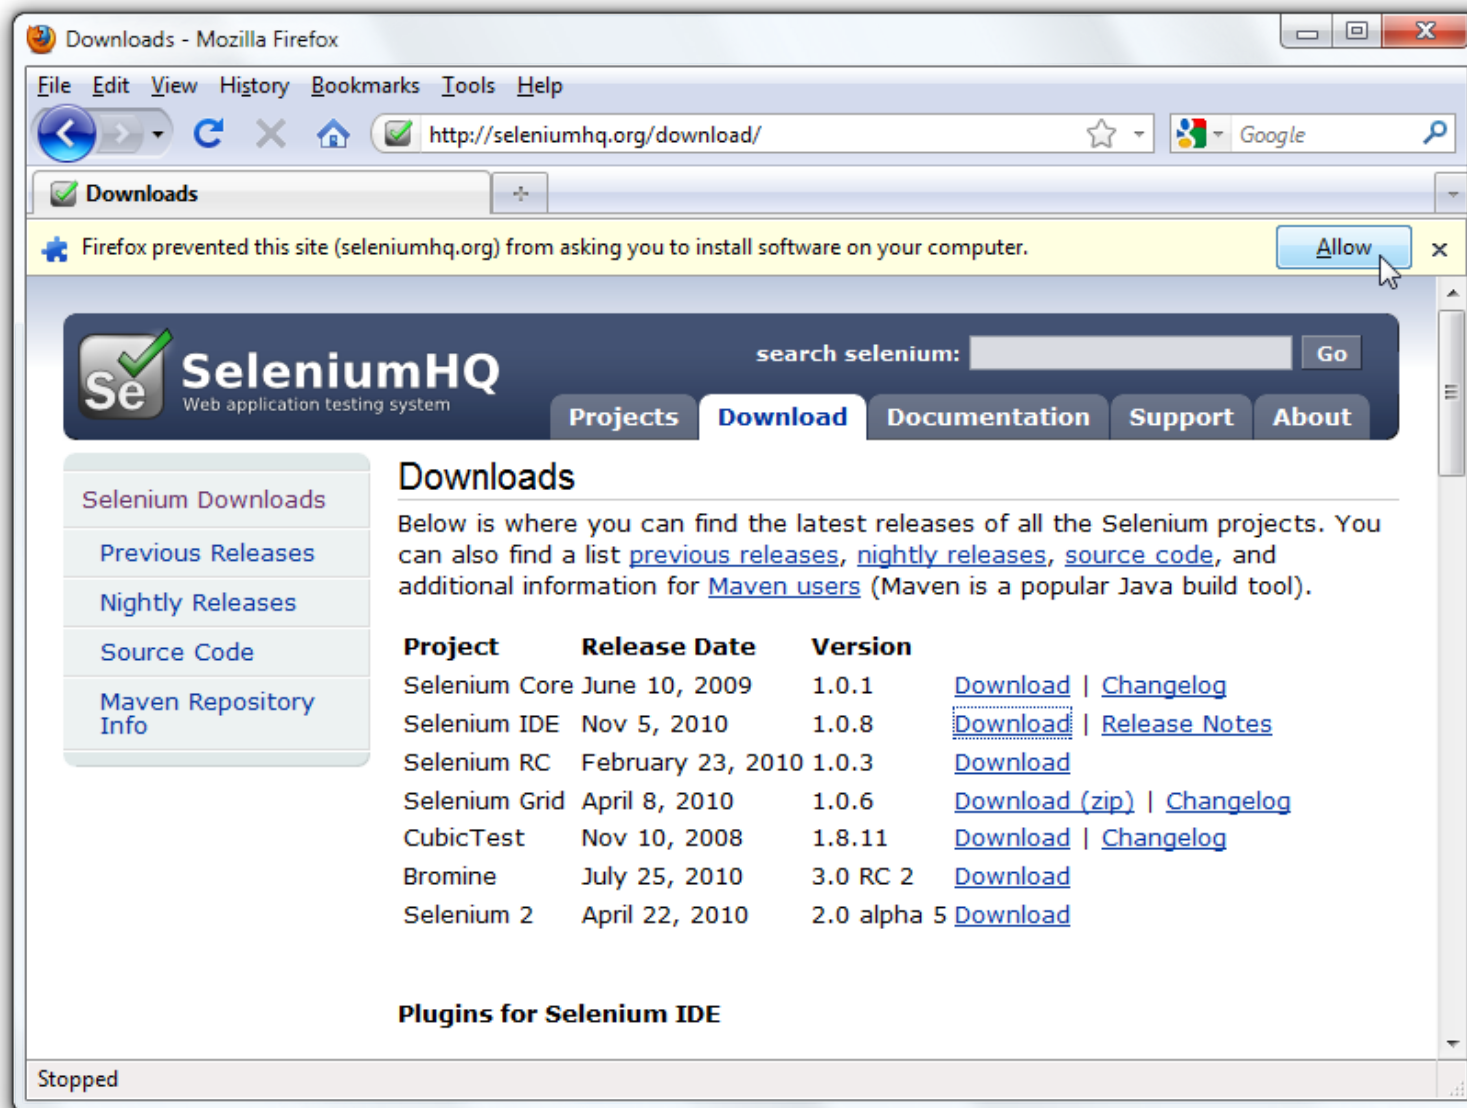 Downloads - Mozilla Firefox
File Edit View History Bookmarks Tools Help
http://seleniumhq.org/download/ Google
Downloads
Firefox prevented this site (seleniumhq.org) from asking you to install software on your computer. Allow
Se SeleniumHQ
Web application testing system
search selenium: Go
Projects Download Documentation Support About
Selenium Downloads
Previous Releases
Nightly Releases
Source Code
Maven Repository
Info
Downloads
Below is where you can find the latest releases of all the Selenium projects. You
can also find a list previous releases, nightly releases, source code, and
additional information for Maven users (Maven is a popular Java build tool).
Project Release Date Version
Selenium Core June 10, 2009 1.0.1 Download | Changelog
Selenium IDE Nov 5, 2010 1.0.8 Download | Release Notes
Selenium RC February 23, 2010 1.0.3 Download
Selenium Grid April 8, 2010 1.0.6 Download (zip) | Changelog
CubicTest Nov 10, 2008 1.8.11 Download | Changelog
Bromine July 25, 2010 3.0 RC 2 Download
Selenium 2 April 22, 2010 2.0 alpha 5 Download
Plugins for Selenium IDE
Stopped